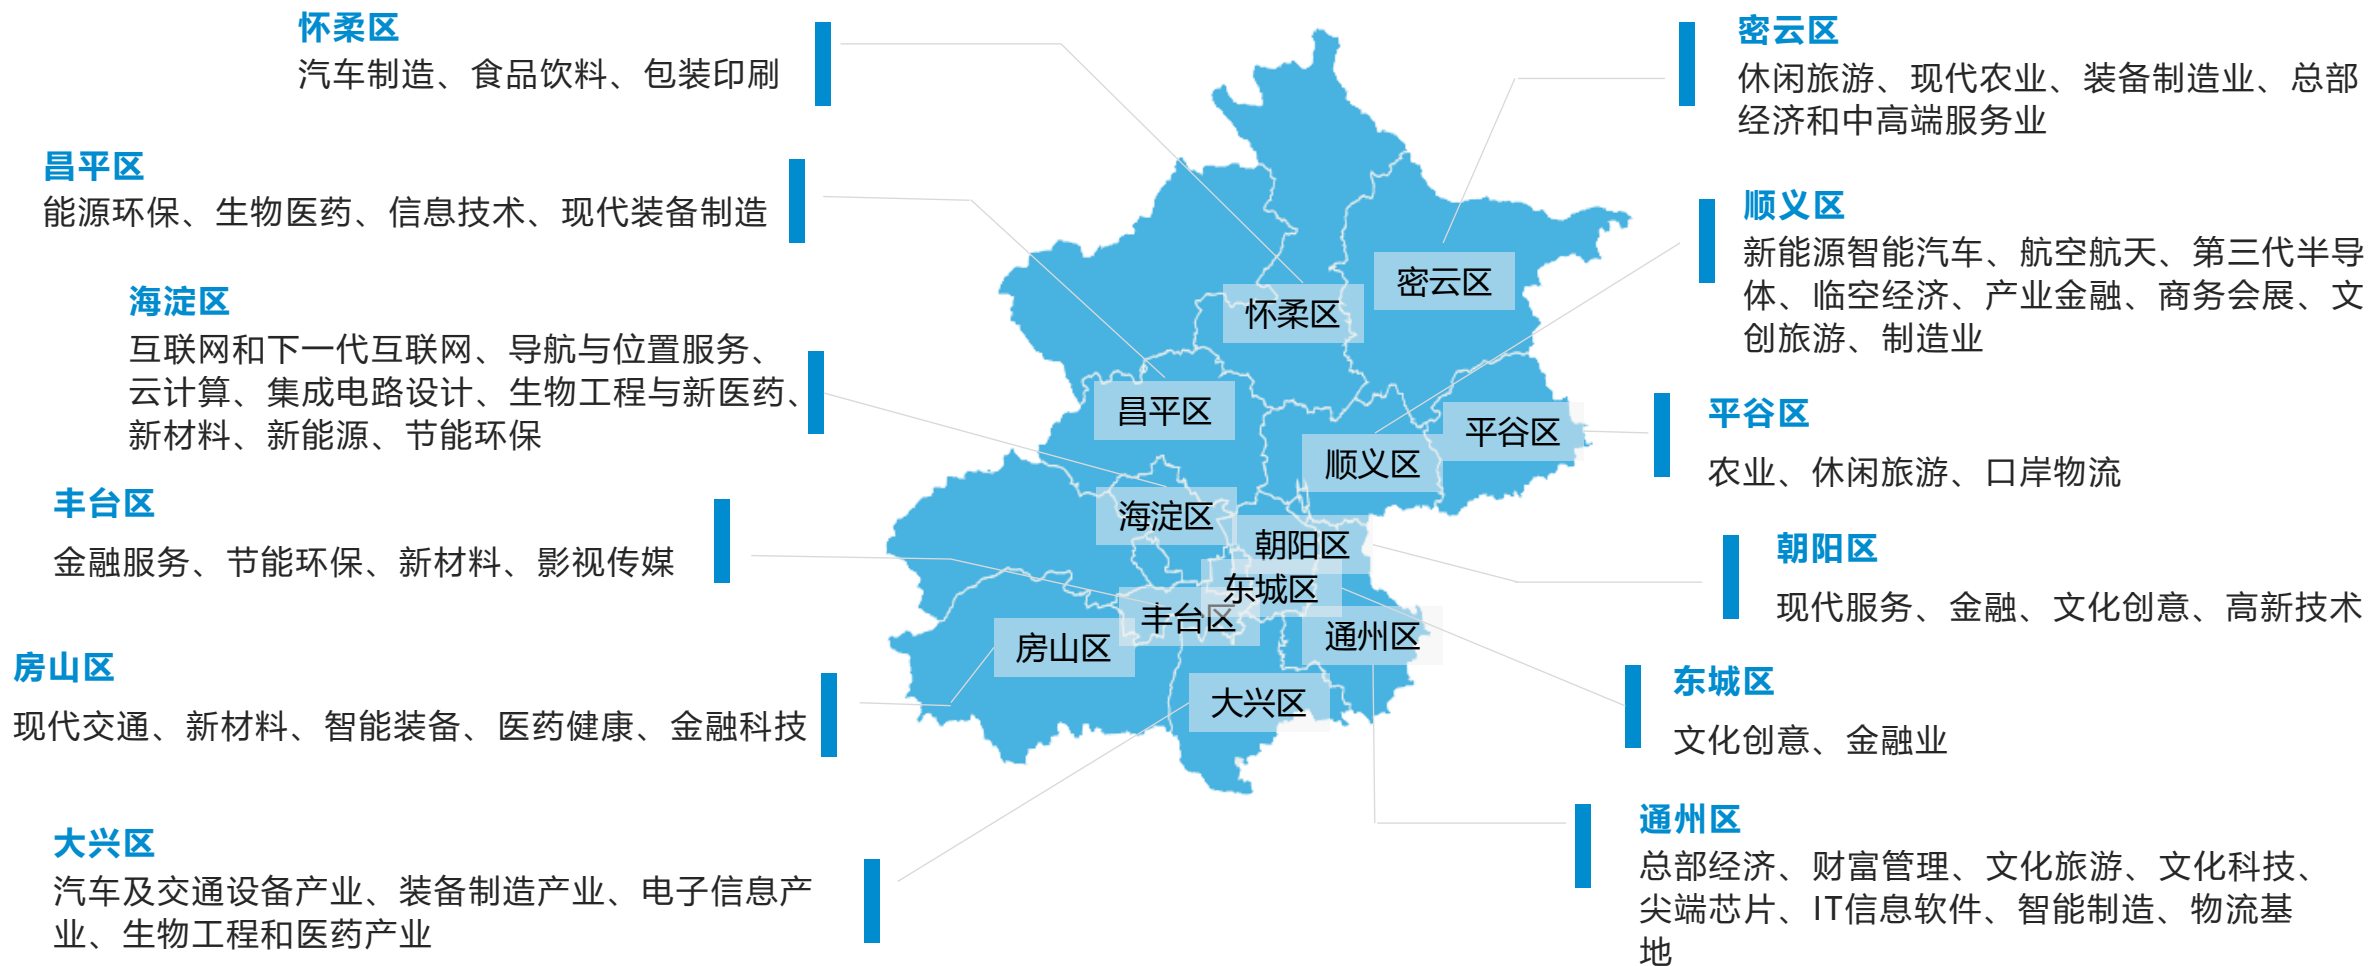 怀柔区
汽车制造、食品饮料、包装印刷
昌平区
能源环保、生物医药、信息技术、现代装备制造
海淀区
互联网和下一代互联网、导航与位置服务、
云计算、集成电路设计、生物工程与新医药、
新材料、新能源、节能环保
丰台区
金融服务、节能环保、新材料、影视传媒
房山区
现代交通、新材料、智能装备、医药健康、金融科技
大兴区
汽车及交通设备产业、装备制造产业、电子信息产
业、生物工程和医药产业
密云区
怀柔区
昌平区
平谷区
顺义区
海淀区
朝阳区
东城区
丰台区
通州区
房山区
大兴区
密云区
休闲旅游、现代农业、装备制造业、总部
经济和中高端服务业
顺义区
新能源智能汽车、航空航天、第三代半导
体、临空经济、产业金融、商务会展、文
创旅游、制造业
平谷区
农业、休闲旅游、口岸物流
朝阳区
现代服务、金融、文化创意、高新技术
东城区
文化创意、金融业
通州区
总部经济、财富管理、文化旅游、文化科技、
尖端芯片、IT信息软件、智能制造、物流基
地